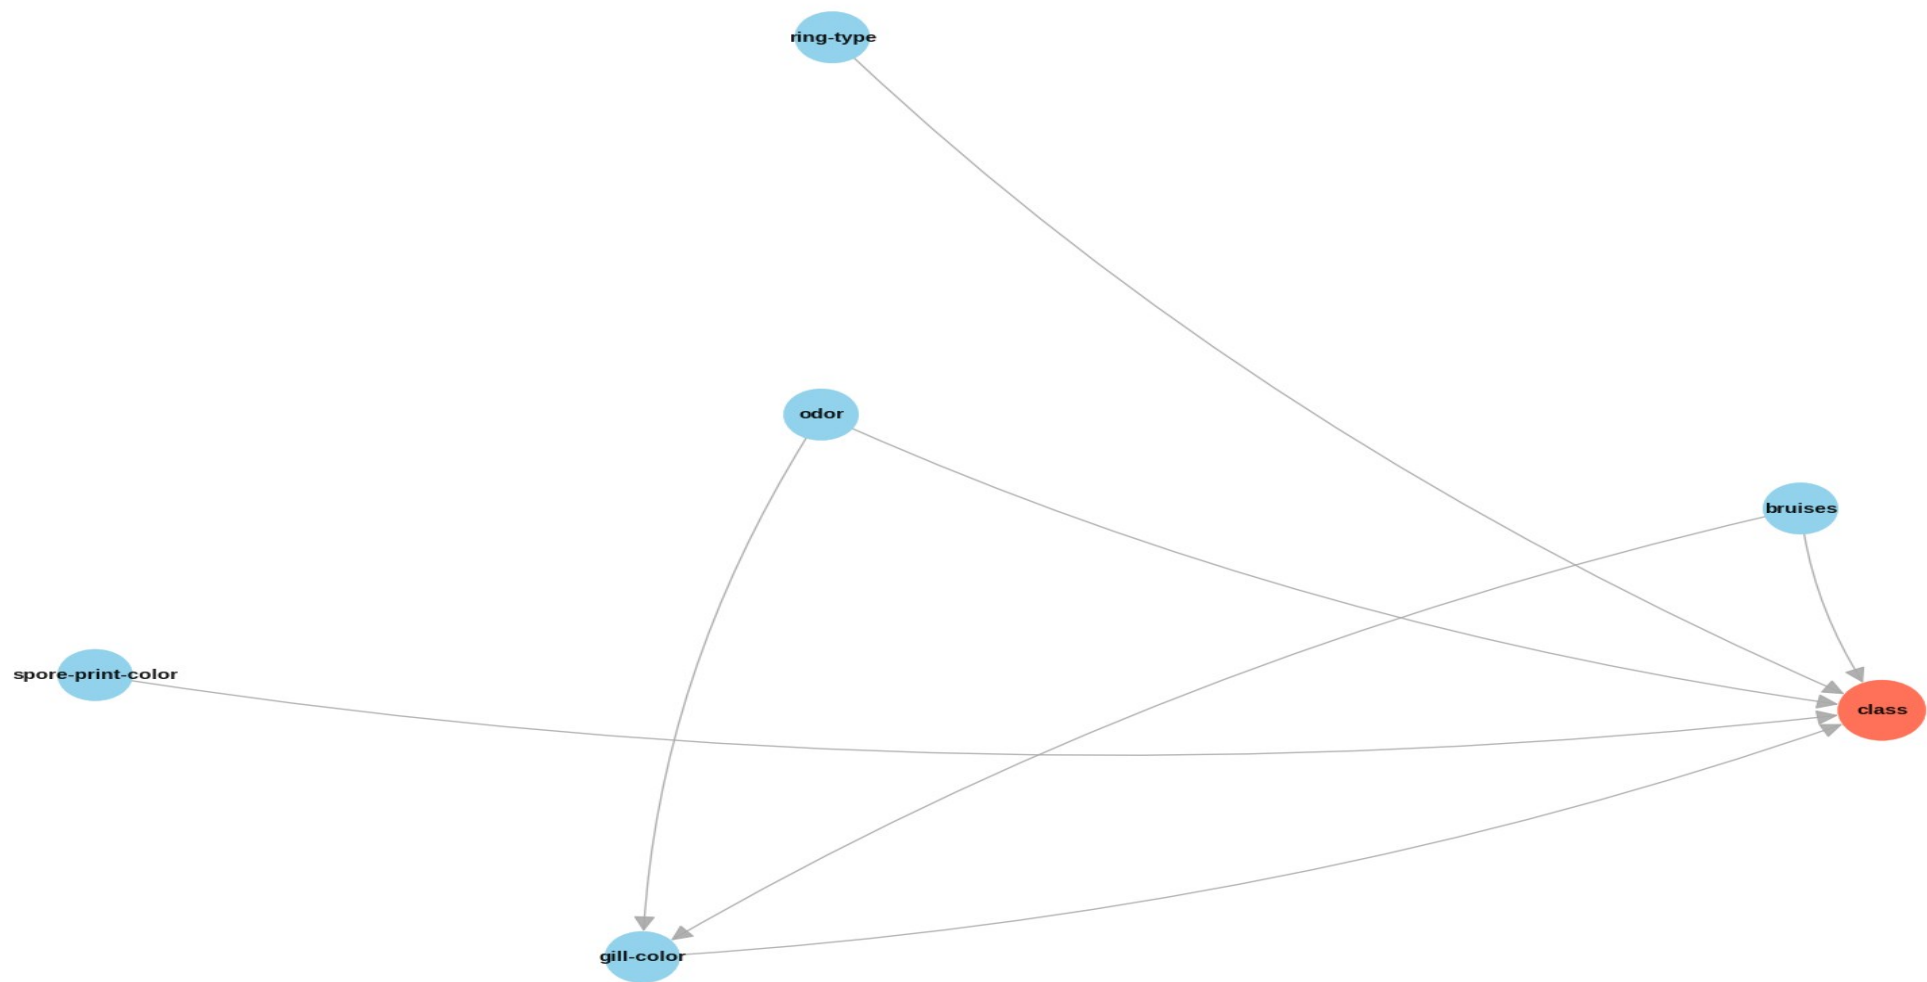 ring-type
odor
bruises
spore-print-color
class
gill-color